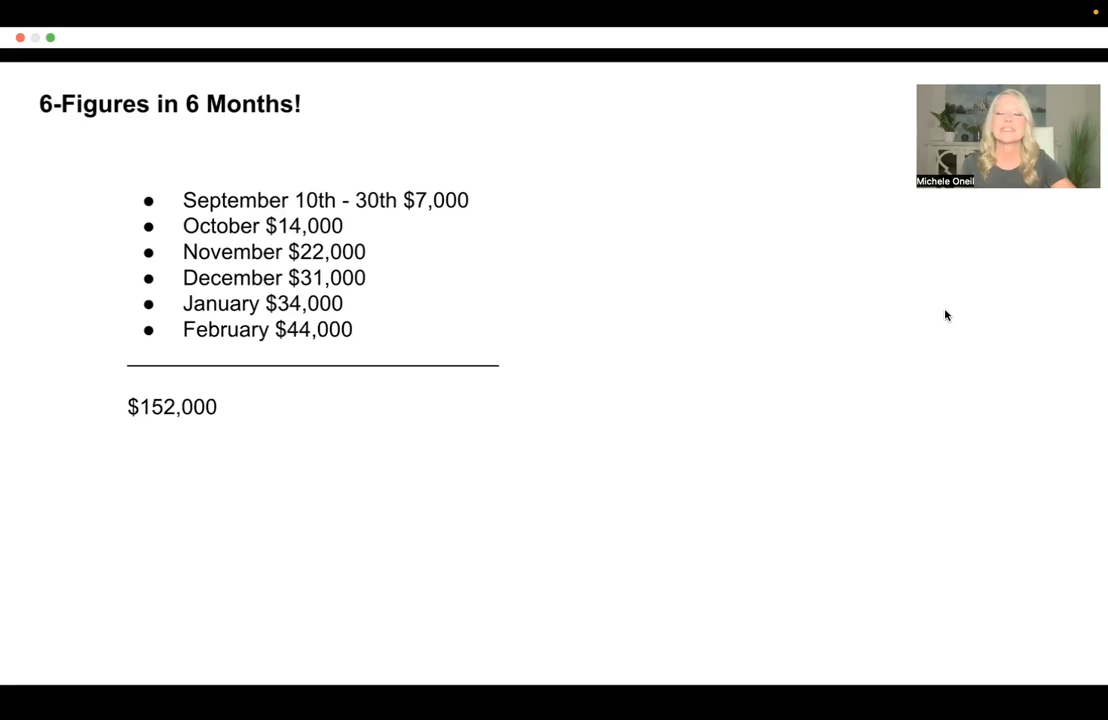 6-Figures in 6 Months!
Michele Oneil
● September 10th - 30th $7,000
● October $14,000
● November $22,000
● December $31,000
● January $34,000
● February $44,000
$152,000